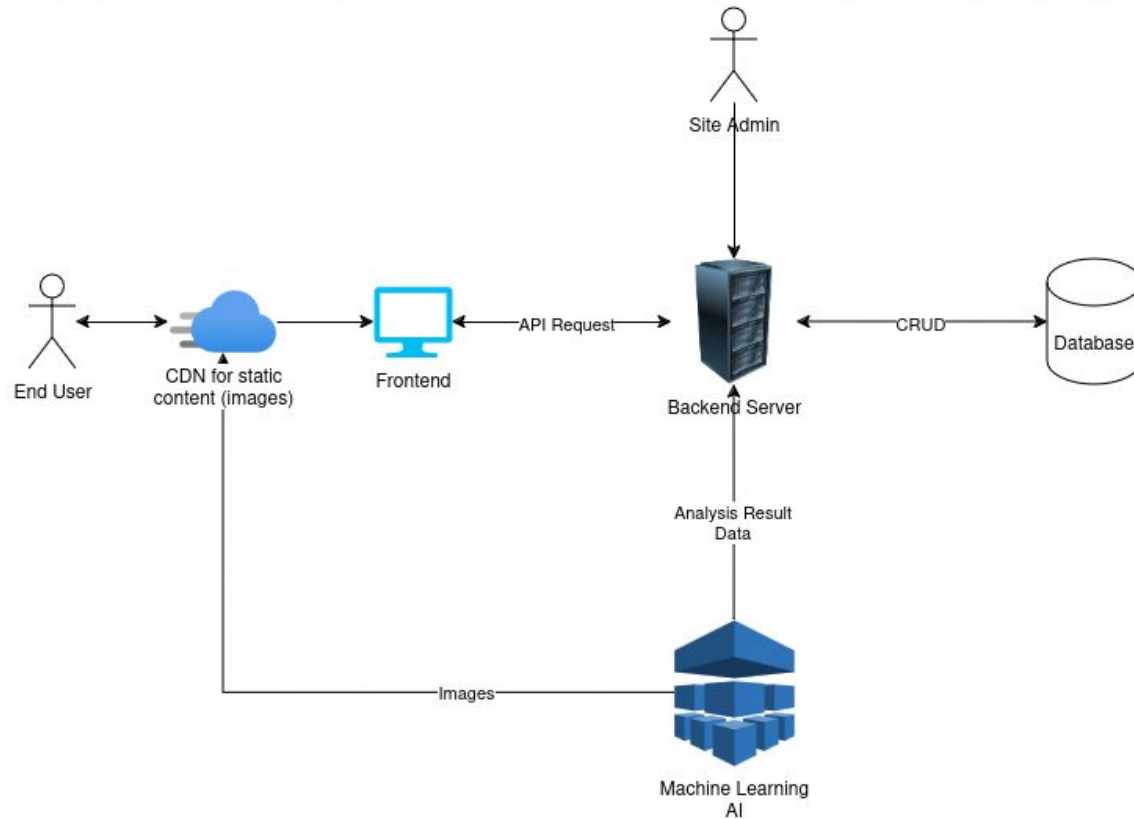 Site Admin
End User
CDN for static
content (images)
Frontend
API Request
Backend Server
CRUD
Database
Analysis Result
Data
Images
Machine Learning
AI